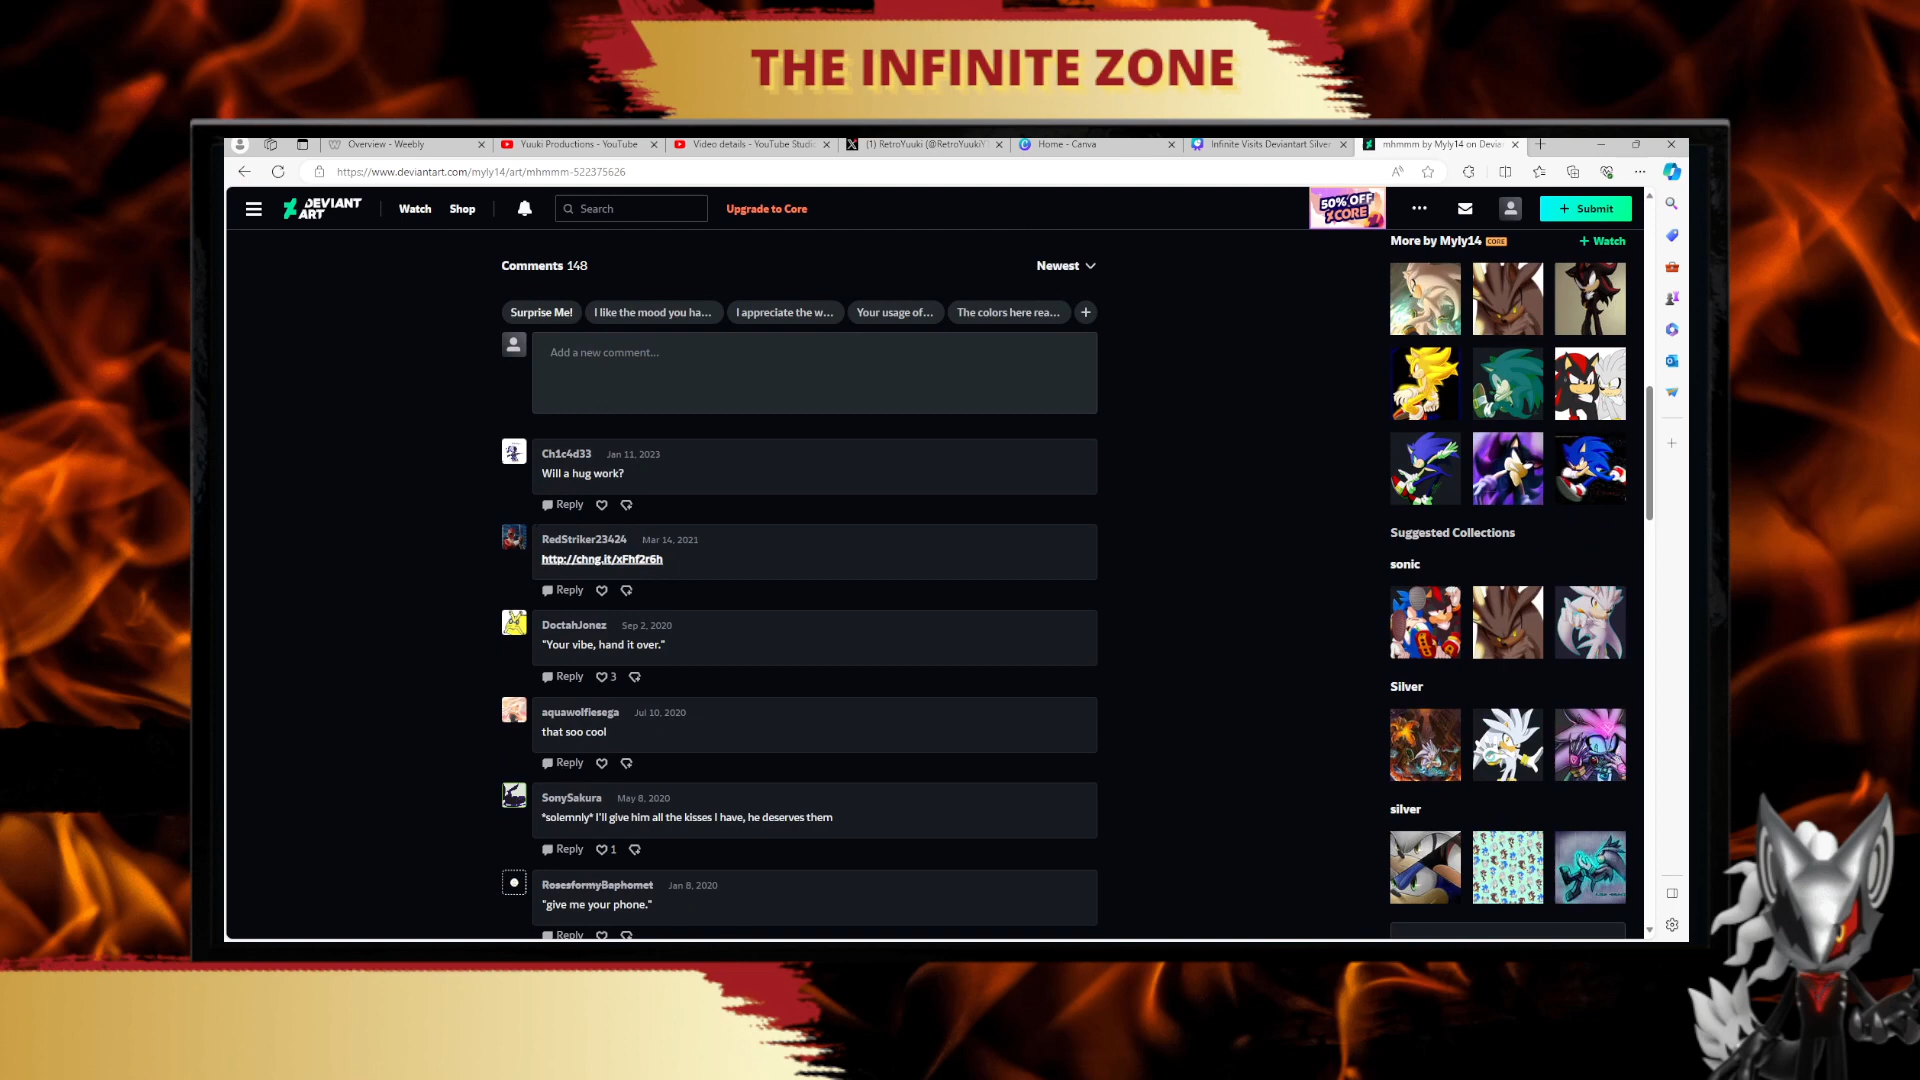 THE INFINITE ZONE
Overview - Weebly
Yuuki Productions - YouTube
Video details - YouTube Studio
(1) RetroYuuki (@RetroYuukiY
Home - Canva
Infinite Visits Deviantart Silver
mhmmm by Myly14 on Devia
https://www.deviantart.com/myly14/art/mhmmm-522375626
DEVIANT ART
Watch
Shop
Search
Upgrade to Core
50% OFF CORE
+ Submit
Comments 148
Newest
Surprise Me!
I like the mood you ha...
I appreciate the w...
Your usage of...
The colors here rea...
Add a new comment...
Ch1c4d33 Jan 11, 2023
Will a hug work?
Reply
RedStriker23424 Mar 14, 2021
http://chng.it/xFhf2r6h
Reply
DoctahJonez Sep 2, 2020
"Your vibe, hand it over."
Reply 3
aquawolfiesega Jul 10, 2020
that soo cool
Reply
SonySakura May 8, 2020
*solemnly* I'll give him all the kisses I have, he deserves them
Reply 1
RosesformyBaphomet Jan 8, 2020
"give me your phone."
Reply
More by Myly14 CORE
+ Watch
Suggested Collections
sonic
Silver
silver